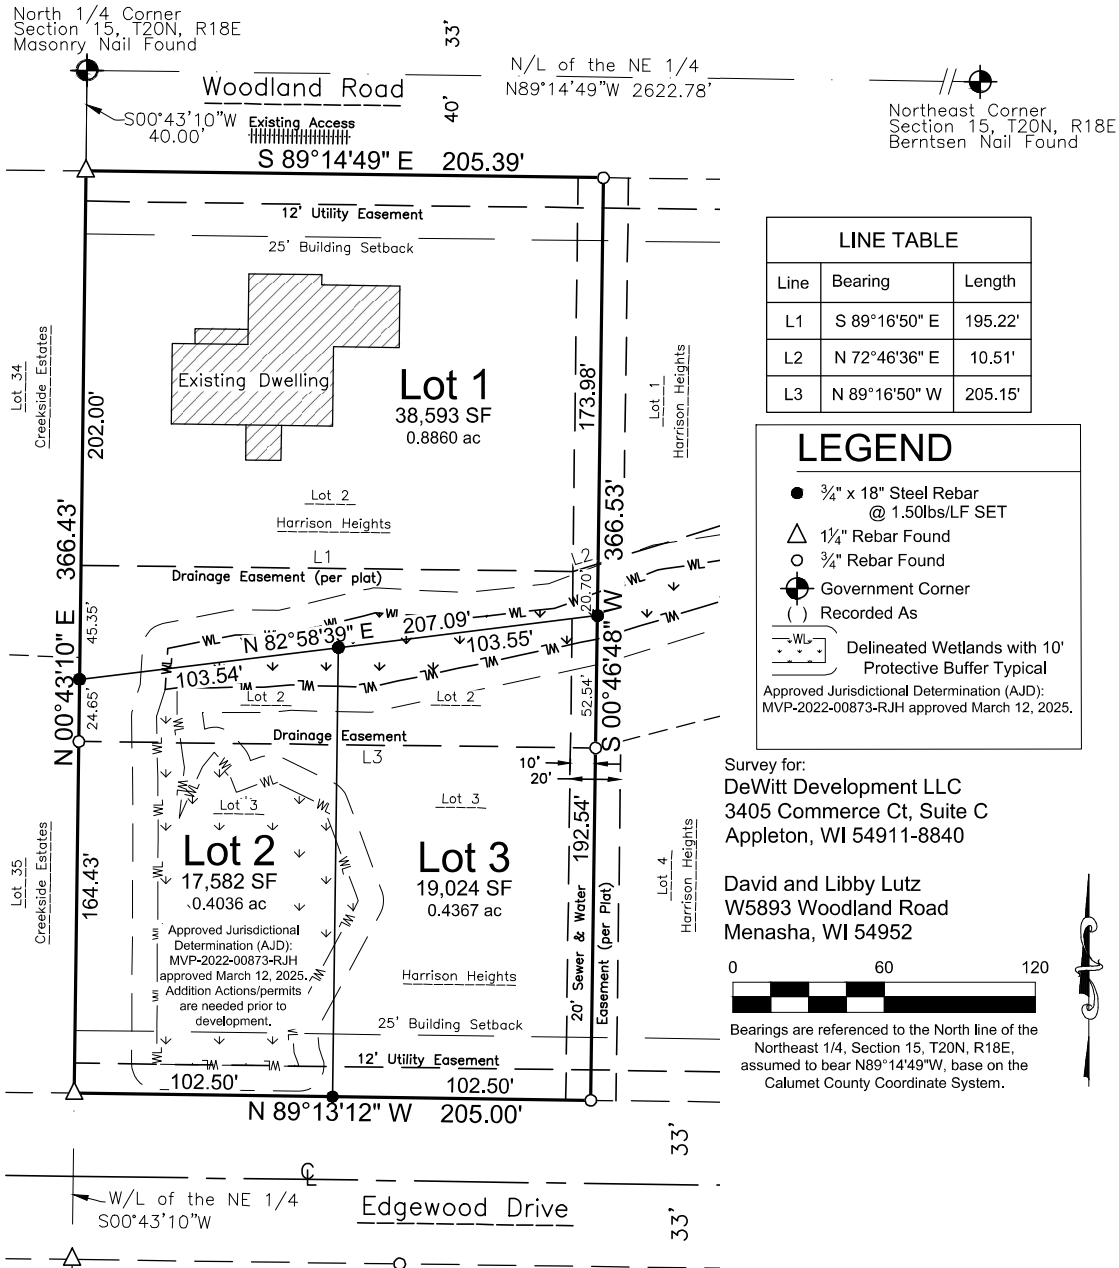 North 1/4 Corner
Section 15, T20N, R18E
Masonry Nail Found
33'
N/L of the NE 1/4
N89°14'49"W 2622.78'
Woodland Road
40'
S00°43'10"W
40.00'
Existing Access
Northeast Corner
Section 15, T20N, R18E
Berntsen Nail Found
S 89°14'49" E 205.39'
12' Utility Easement
25' Building Setback
Existing Dwelling
Lot 1
38,593 SF
0.8860 ac
Lot 34
Creekside Estates
202.00'
173.98'
Lot 1
Harrison Heights
Lot 2
Harrison Heights
N 00°43'10" E 366.43'
S 00°46'48" W 366.53'
L1
L2
Drainage Easement (per plat)
45.35'
20.70'
WL
WL
WL
WL
WL
WL
WL
N 82°58'39" E 207.09'
103.54'
103.55'
24.65'
52.54'
Lot 2
Lot 2
Drainage Easement
L3
10'
20'
Lot 3
Lot 3
Lot 2
17,582 SF
0.4036 ac
Lot 3
19,024 SF
0.4367 ac
Approved Jurisdictional
Determination (AJD):
MVP-2022-00873-RJH
approved March 12, 2025.
Addition Actions/permits
are needed prior to
development.
Lot 35
Creekside Estates
164.43'
192.54'
Lot 4
Harrison Heights
20' Sewer & Water
Easement (per Plat)
Harrison Heights
25' Building Setback
12' Utility Easement
102.50'
102.50'
N 89°13'12" W 205.00'
33'
CL
W/L of the NE 1/4
S00°43'10"W
Edgewood Drive
33'
LINE TABLE
Line Bearing Length
L1 S 89°16'50" E 195.22'
L2 N 72°46'36" E 10.51'
L3 N 89°16'50" W 205.15'
LEGEND
¾" x 18" Steel Rebar
@ 1.50lbs/LF SET
1¼" Rebar Found
¾" Rebar Found
Government Corner
( ) Recorded As
WL
Delineated Wetlands with 10'
Protective Buffer Typical
Approved Jurisdictional Determination (AJD):
MVP-2022-00873-RJH approved March 12, 2025.
Survey for:
DeWitt Development LLC
3405 Commerce Ct, Suite C
Appleton, WI 54911-8840
David and Libby Lutz
W5893 Woodland Road
Menasha, WI 54952
0 60 120
Bearings are referenced to the North line of the
Northeast 1/4, Section 15, T20N, R18E,
assumed to bear N89°14'49"W, base on the
Calumet County Coordinate System.